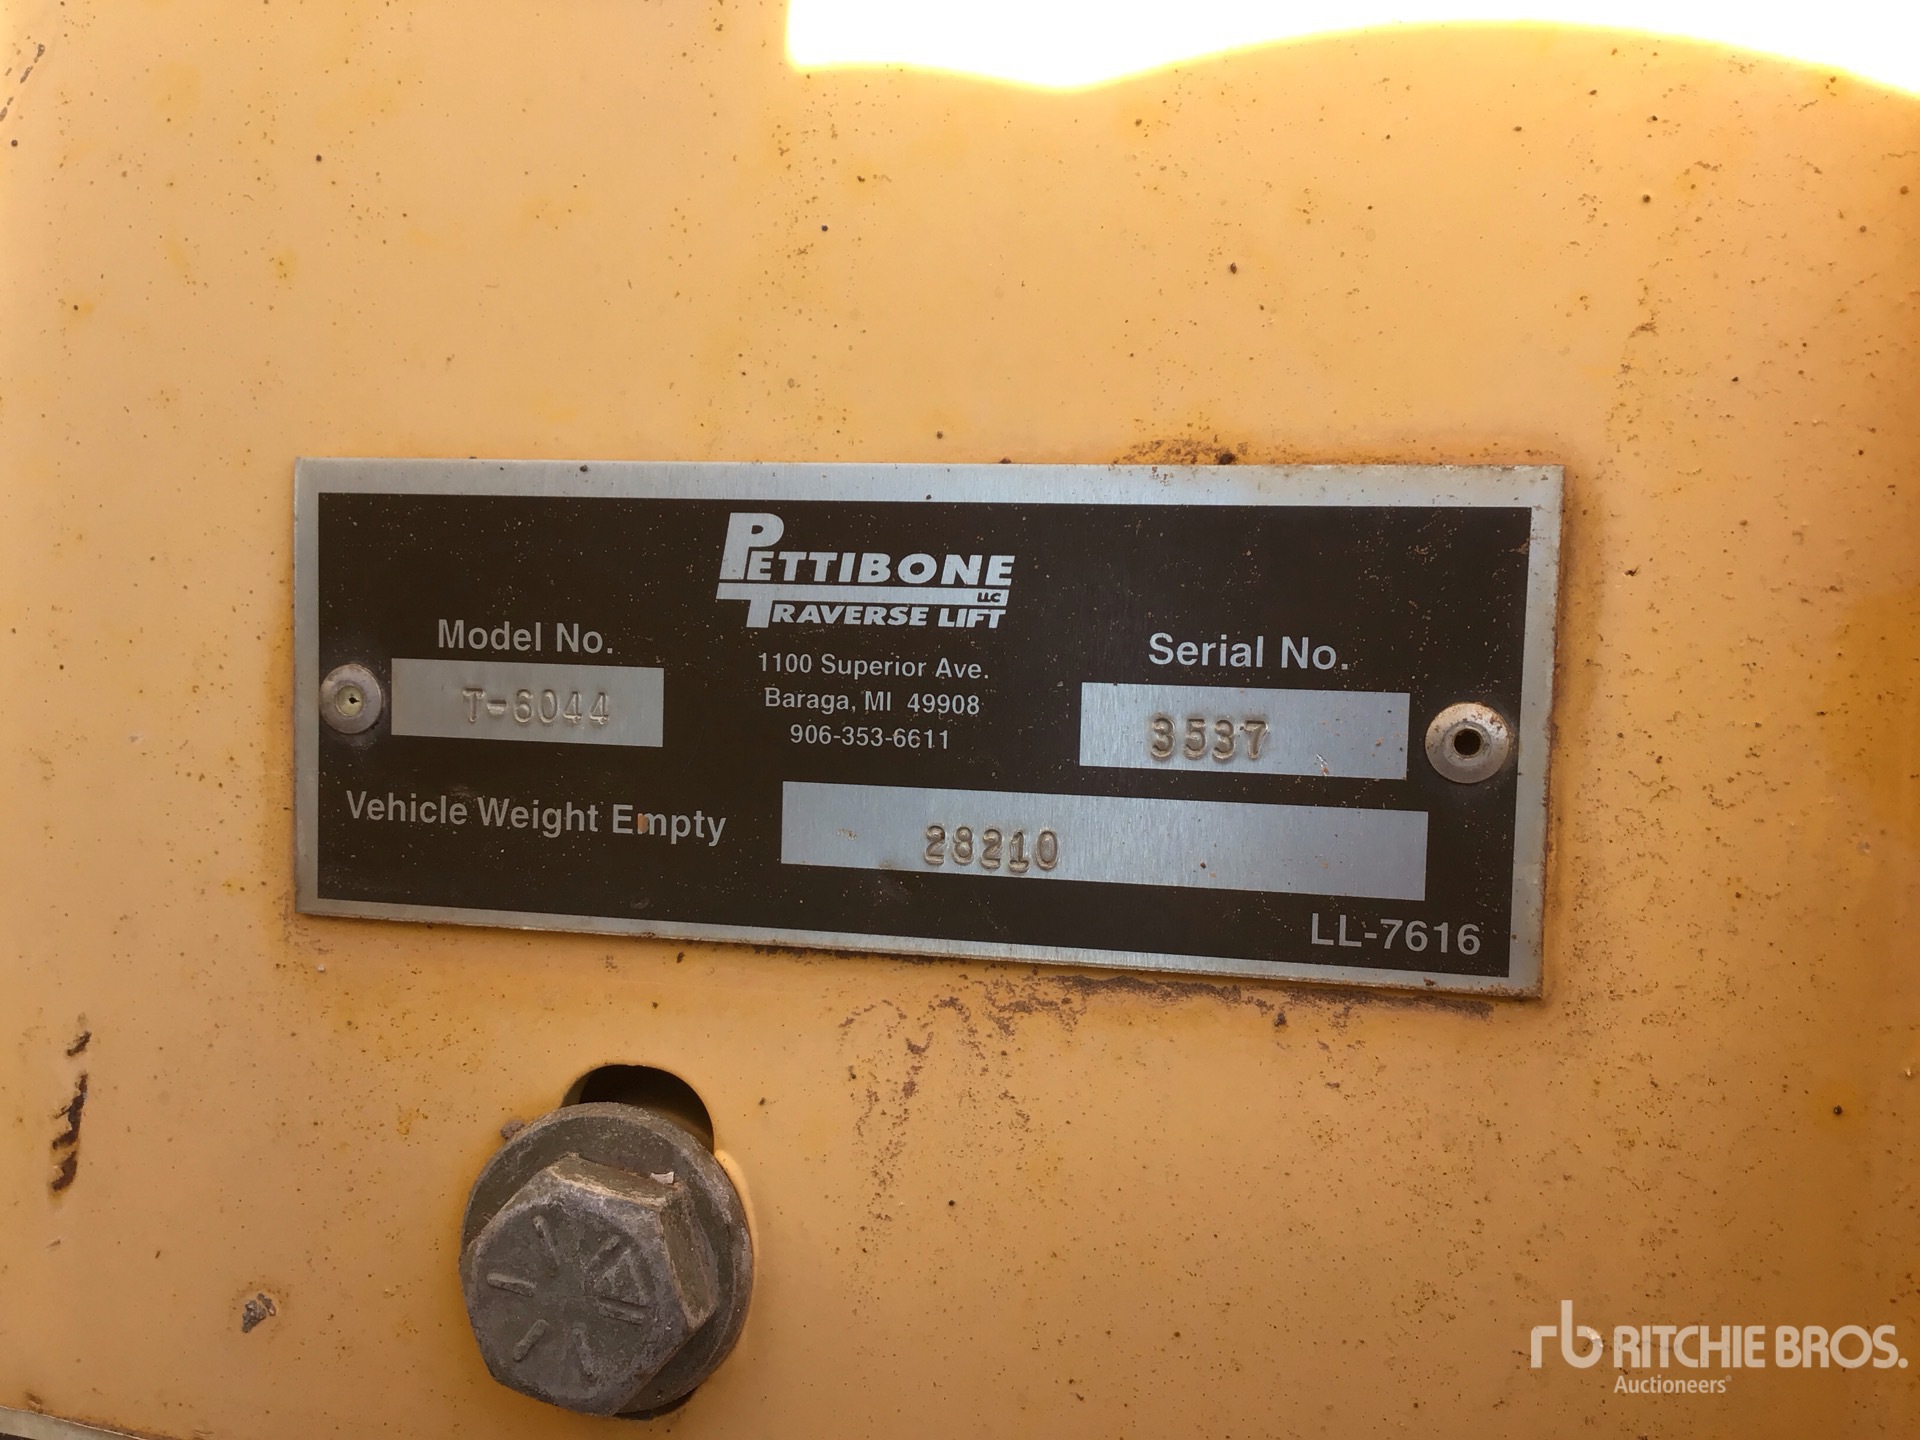 PETTIBONE
LLC
TRAVERSE LIFT
1100 Superior Ave.
Baraga, MI 49908
906-353-6611
Model No.
T-6044
Serial No.
3537
Vehicle Weight Empty
28210
LL-7616
rb RITCHIE BROS.
Auctioneers